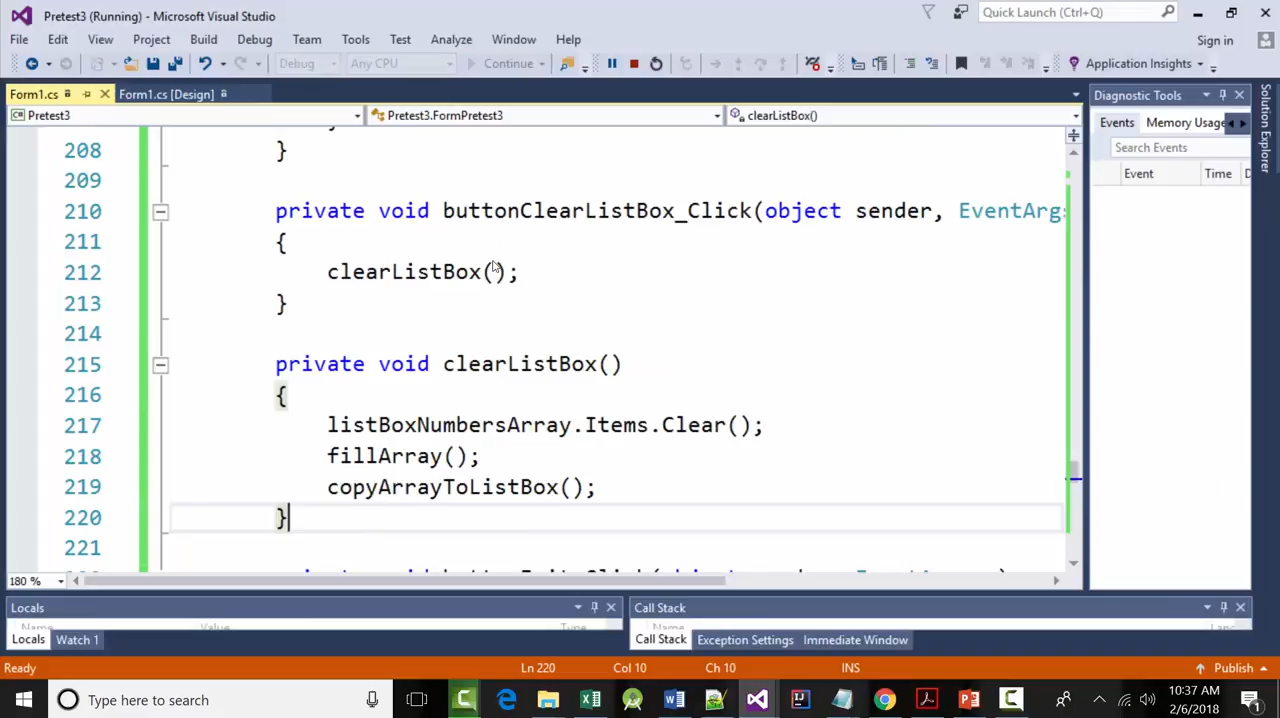 Pretest3 (Running) - Microsoft Visual Studio
Quick Launch (Ctrl+Q)
File Edit View Project Build Debug Team Tools Test Analyze Window Help
Sign in
Debug Any CPU Continue Application Insights
Form1.cs Form1.cs [Design]
Diagnostic Tools
Pretest3 Pretest3.FormPretest3 clearListBox()
Events Memory Usage
Search Events
Event Time
Solution Explorer
208 }
209
210 private void buttonClearListBox_Click(object sender, EventArgs
211 {
212 clearListBox();
213 }
214
215 private void clearListBox()
216 {
217 listBoxNumbersArray.Items.Clear();
218 fillArray();
219 copyArrayToListBox();
220 }
221
180 %
Locals Call Stack
Name Value Type Name
Locals Watch 1 Call Stack Exception Settings Immediate Window
Ready Ln 220 Col 10 Ch 10 INS Publish
Type here to search
10:37 AM
2/6/2018